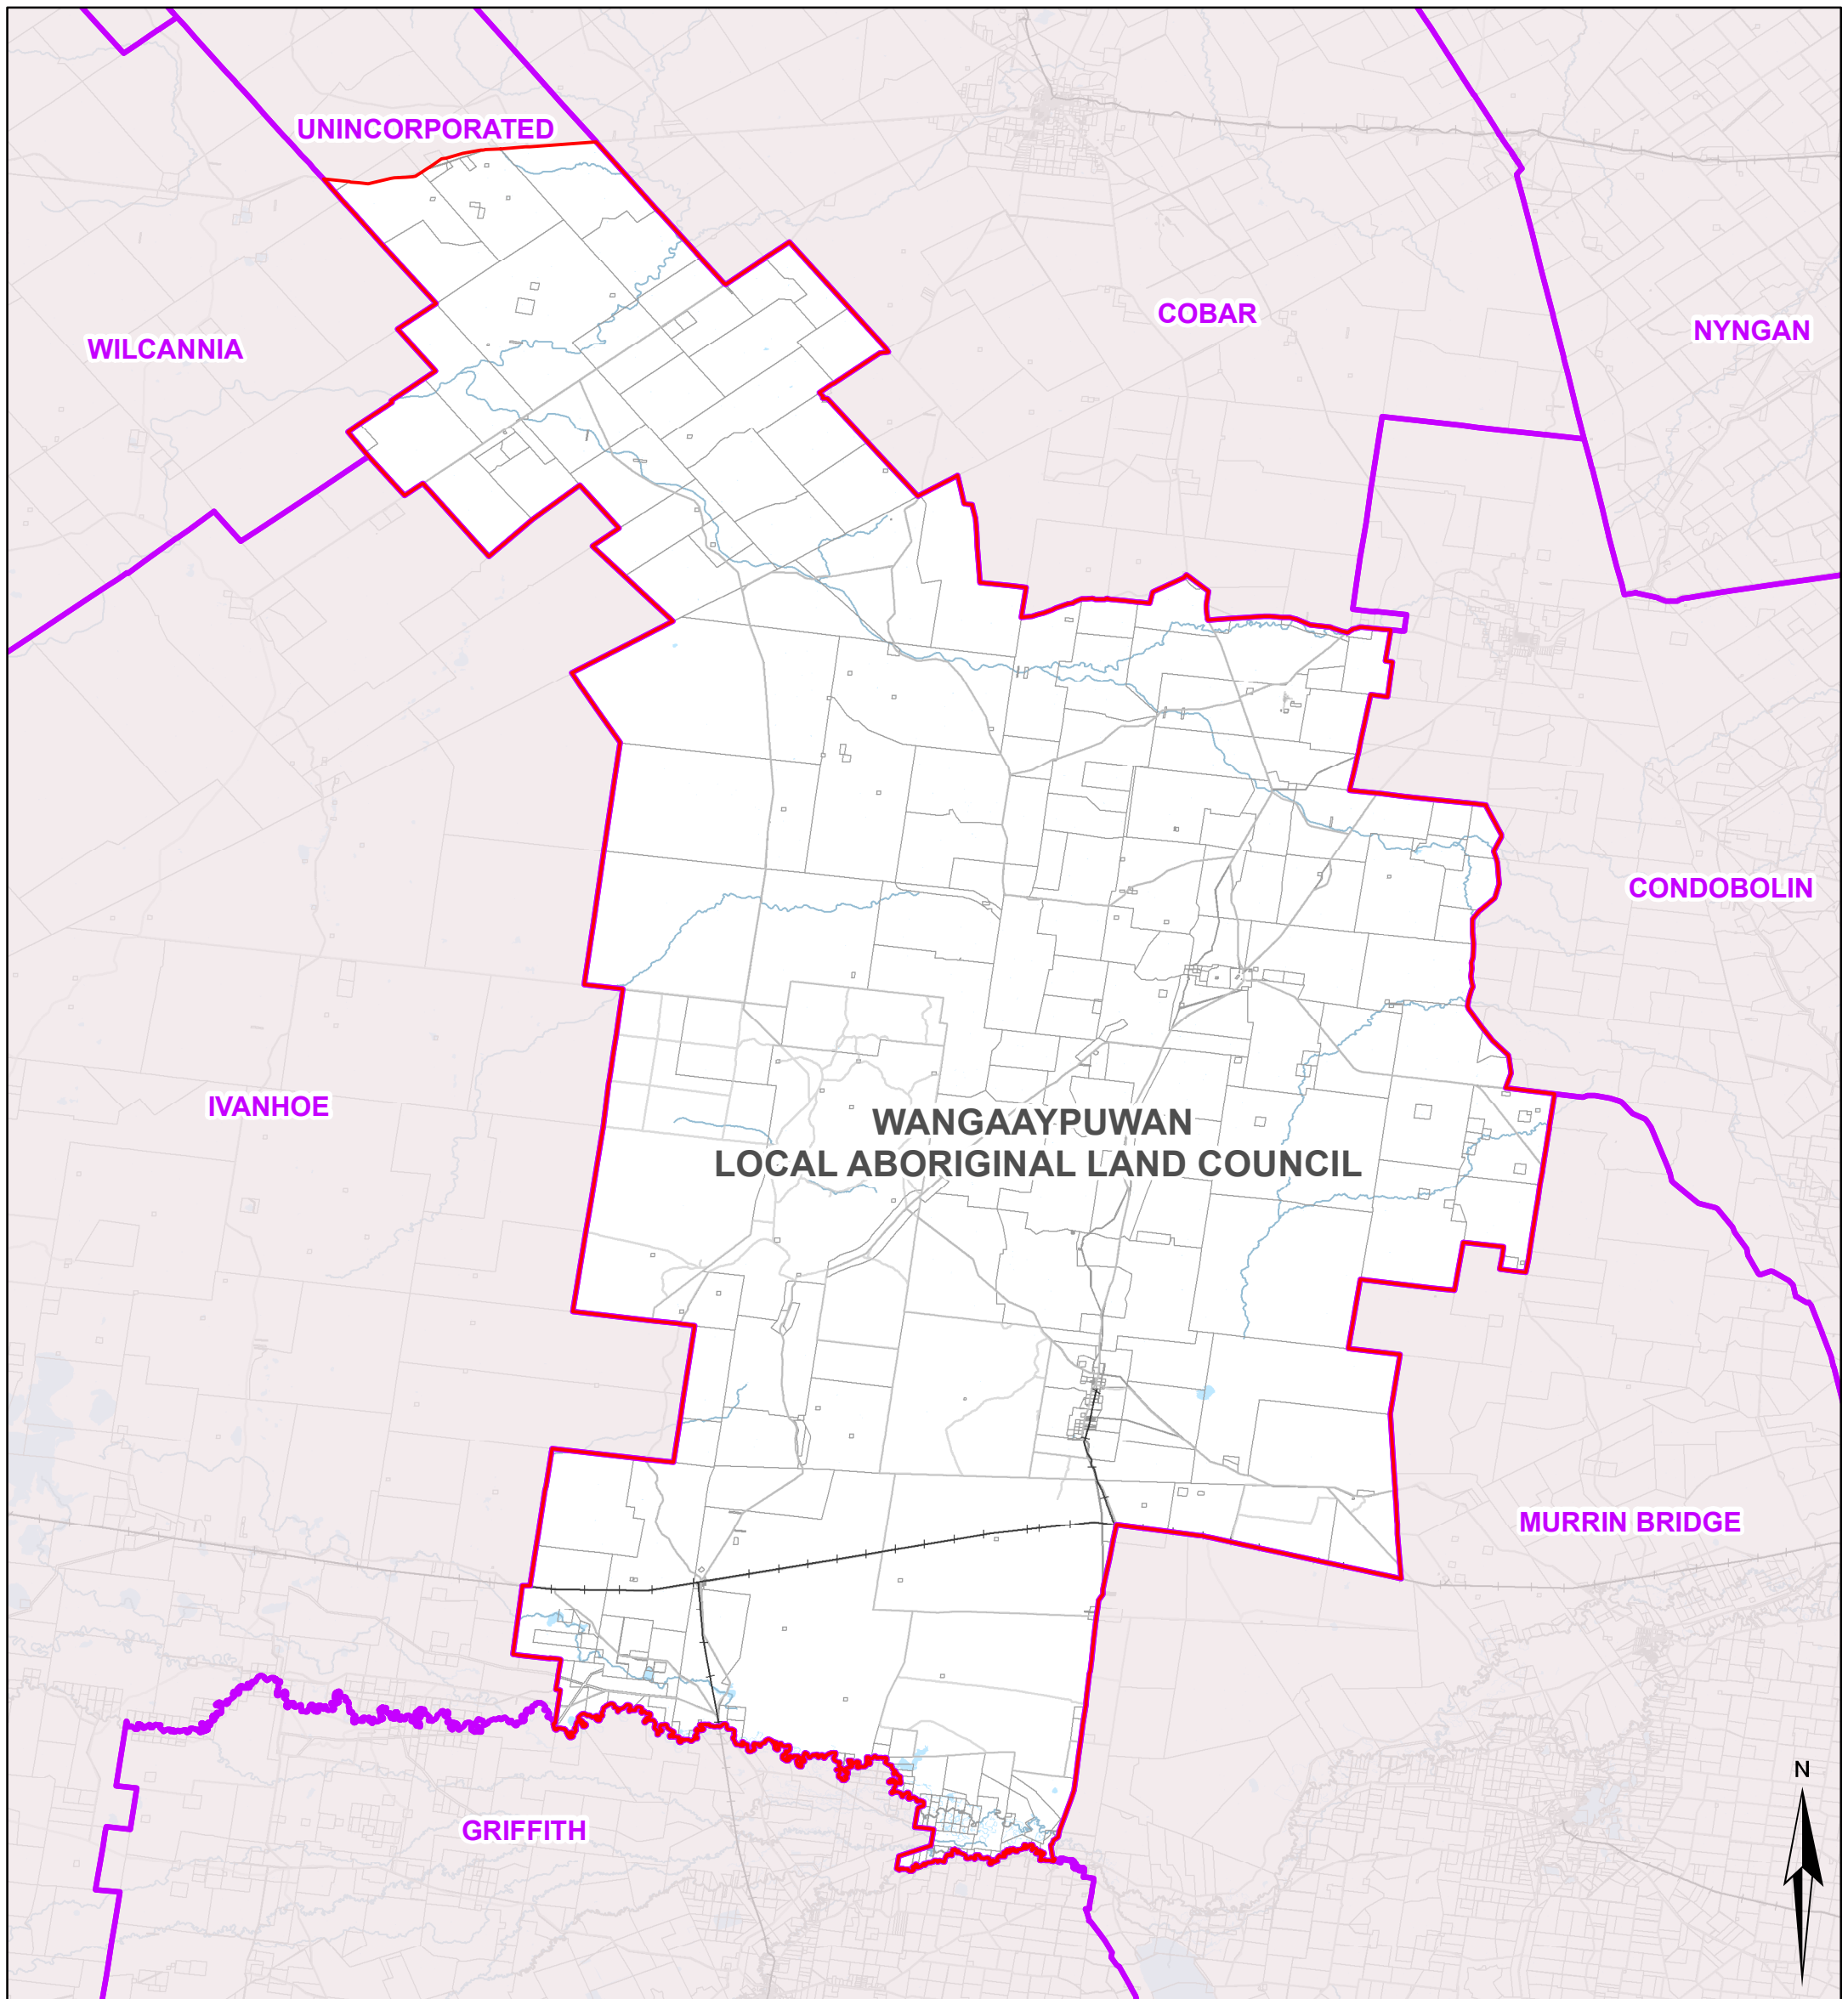 UNINCORPORATED
COBAR
NYNGAN
WILCANNIA
CONDOBOLIN
IVANHOE
WANGAAYPUWAN
LOCAL ABORIGINAL LAND COUNCIL
MURRIN BRIDGE
N
GRIFFITH